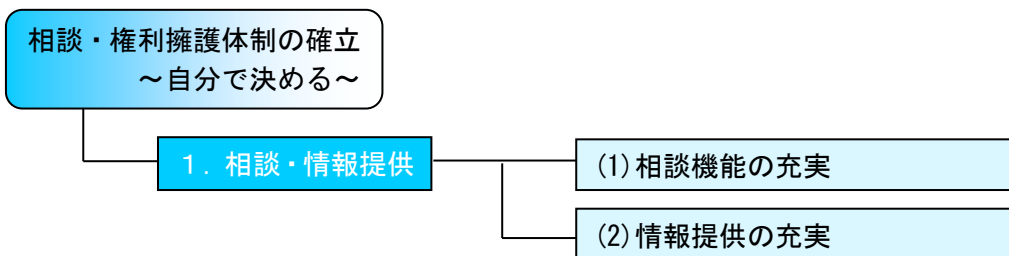 相談・権利擁護体制の確立
～自分で決める～
１．相談・情報提供
(1)相談機能の充実
(2)情報提供の充実